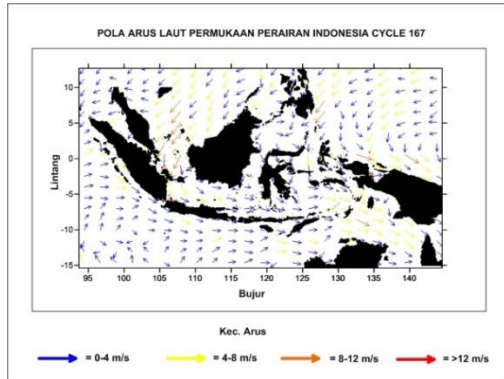 POLA ARUS LAUT PERMUKAAN PERAIRAN INDONESIA CYCLE 167
10
5
0
-5
-10
-15
Lintang
94 100 105 110 115 120 125 130 135 140
Bujur
Kec. Arus
= 0-4 m/s = 4-8 m/s = 8-12 m/s = >12 m/s